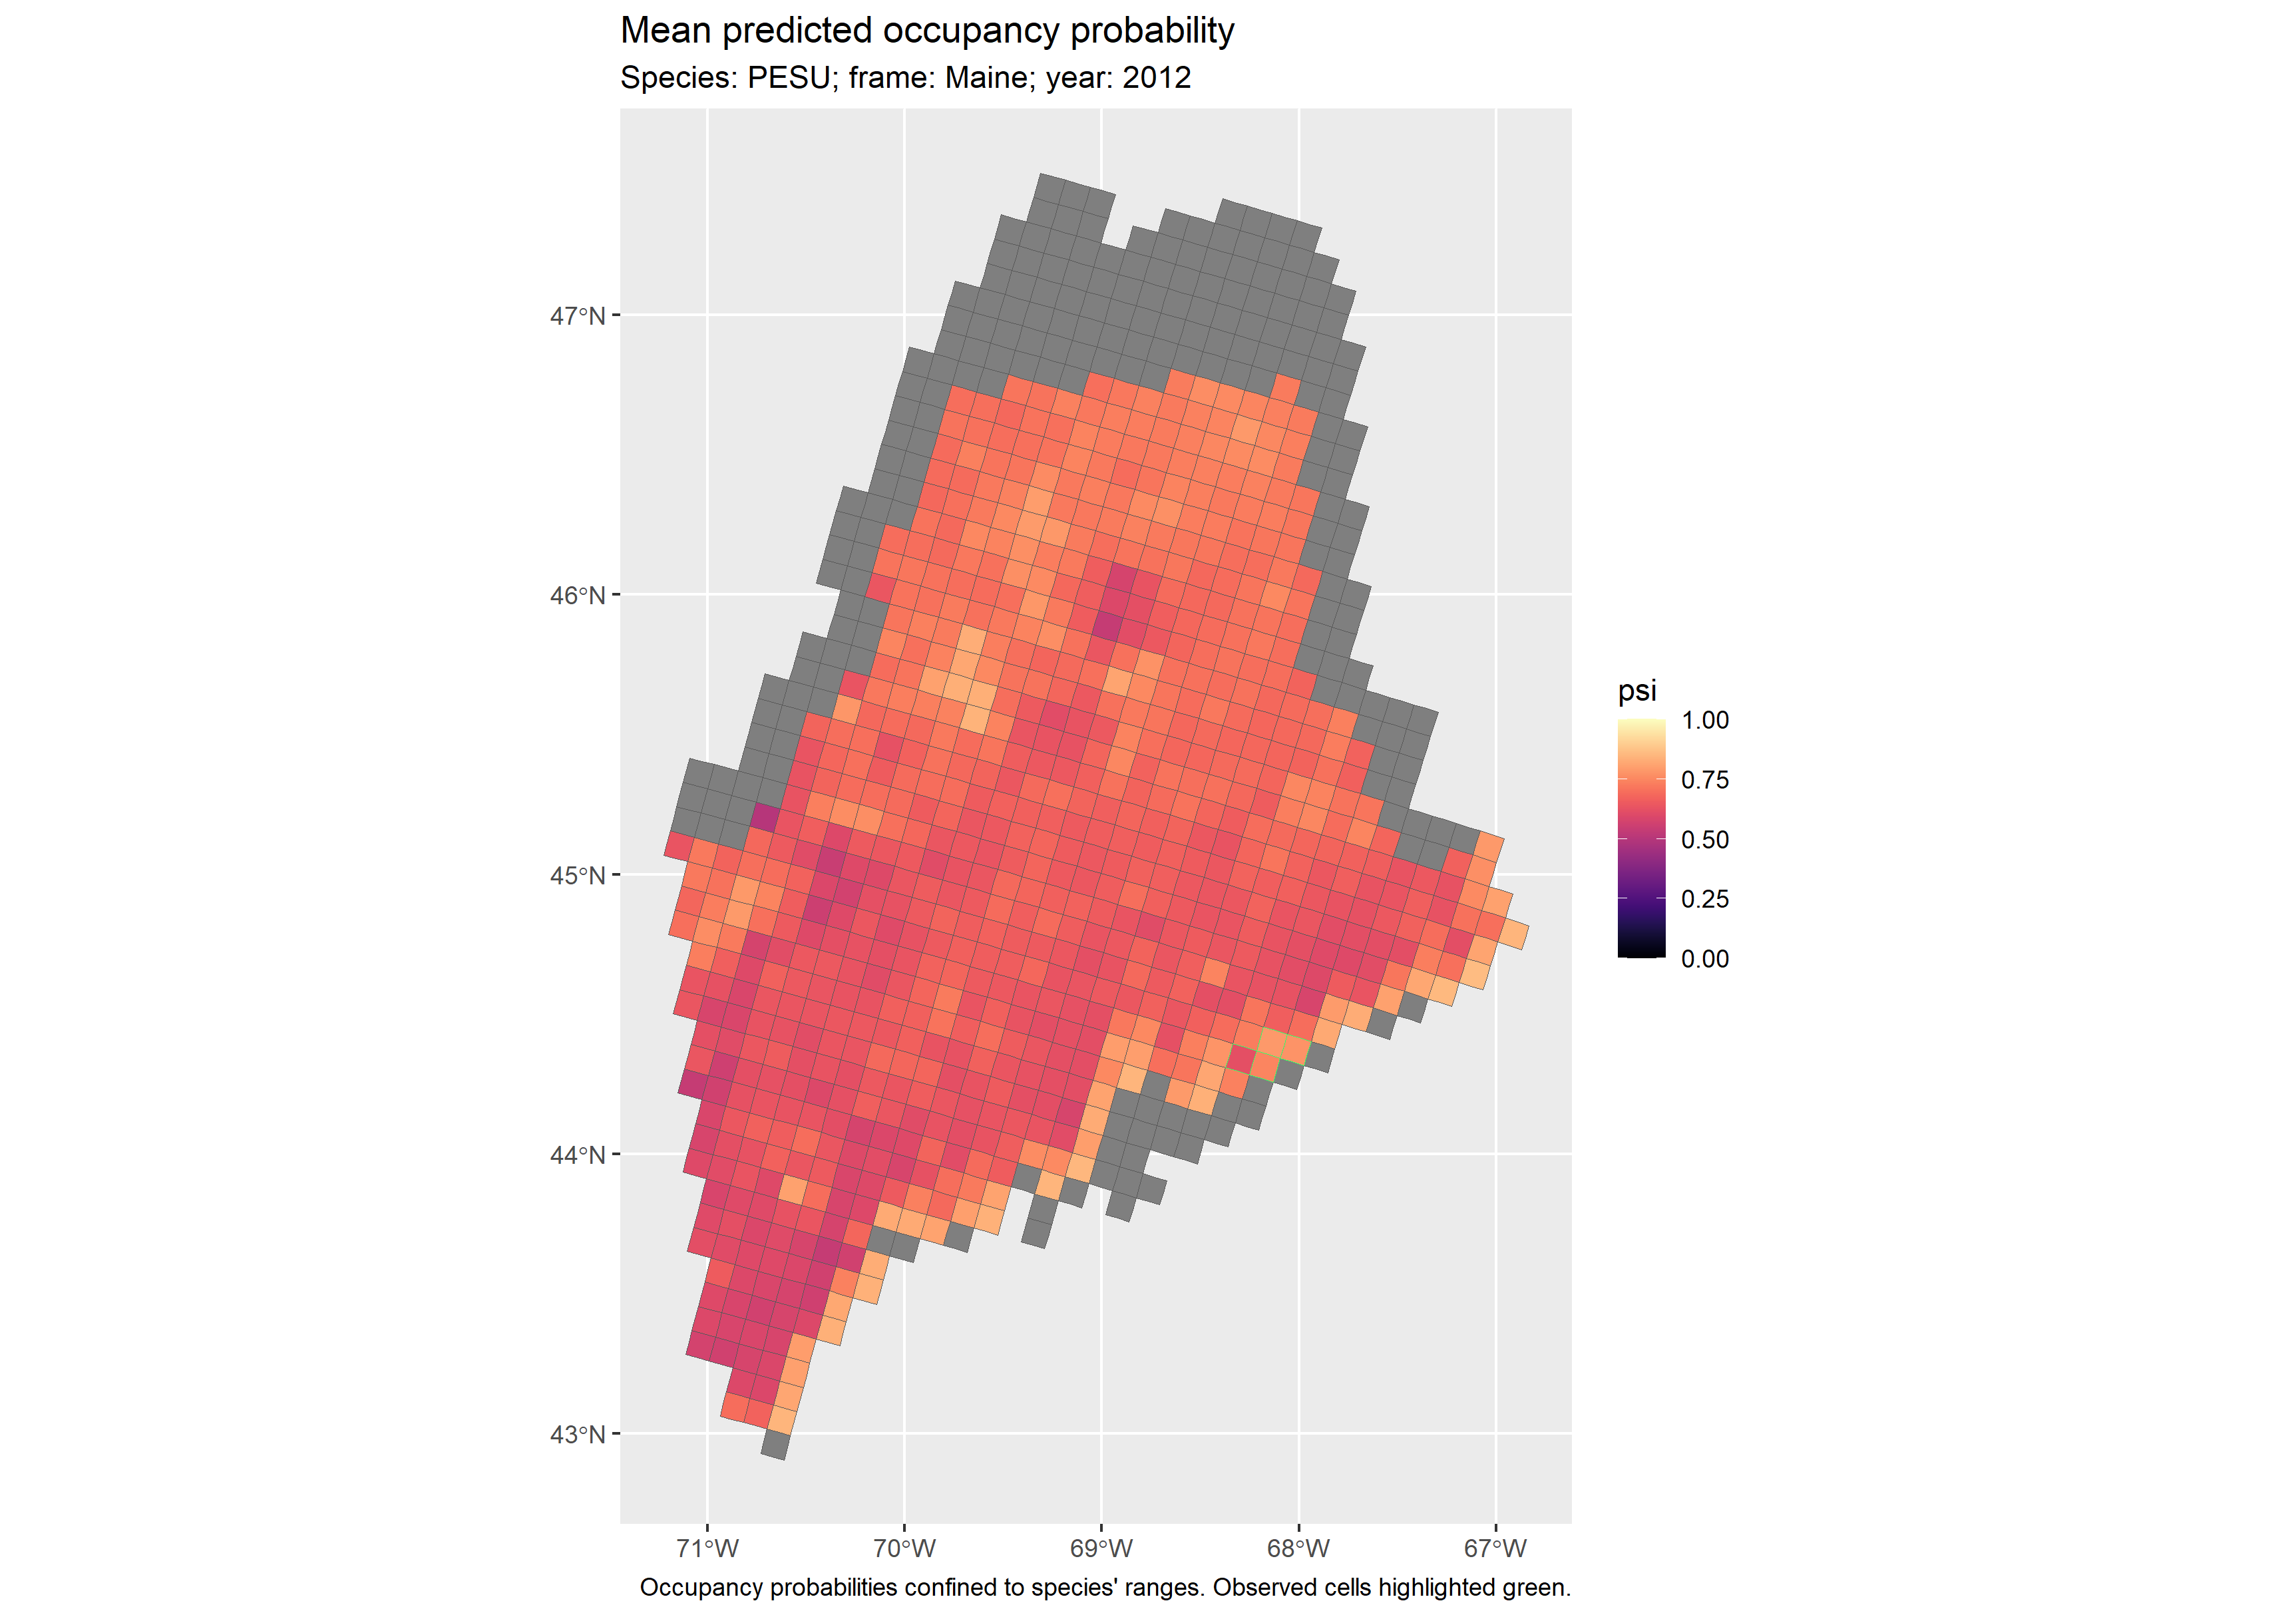 Mean predicted occupancy probability
Species: PESU; frame: Maine; year: 2012
47°N
46°N
45°N
44°N
43°N
71°W
70°W
69°W
68°W
67°W
psi
1.00
0.75
0.50
0.25
0.00
Occupancy probabilities confined to species' ranges. Observed cells highlighted green.